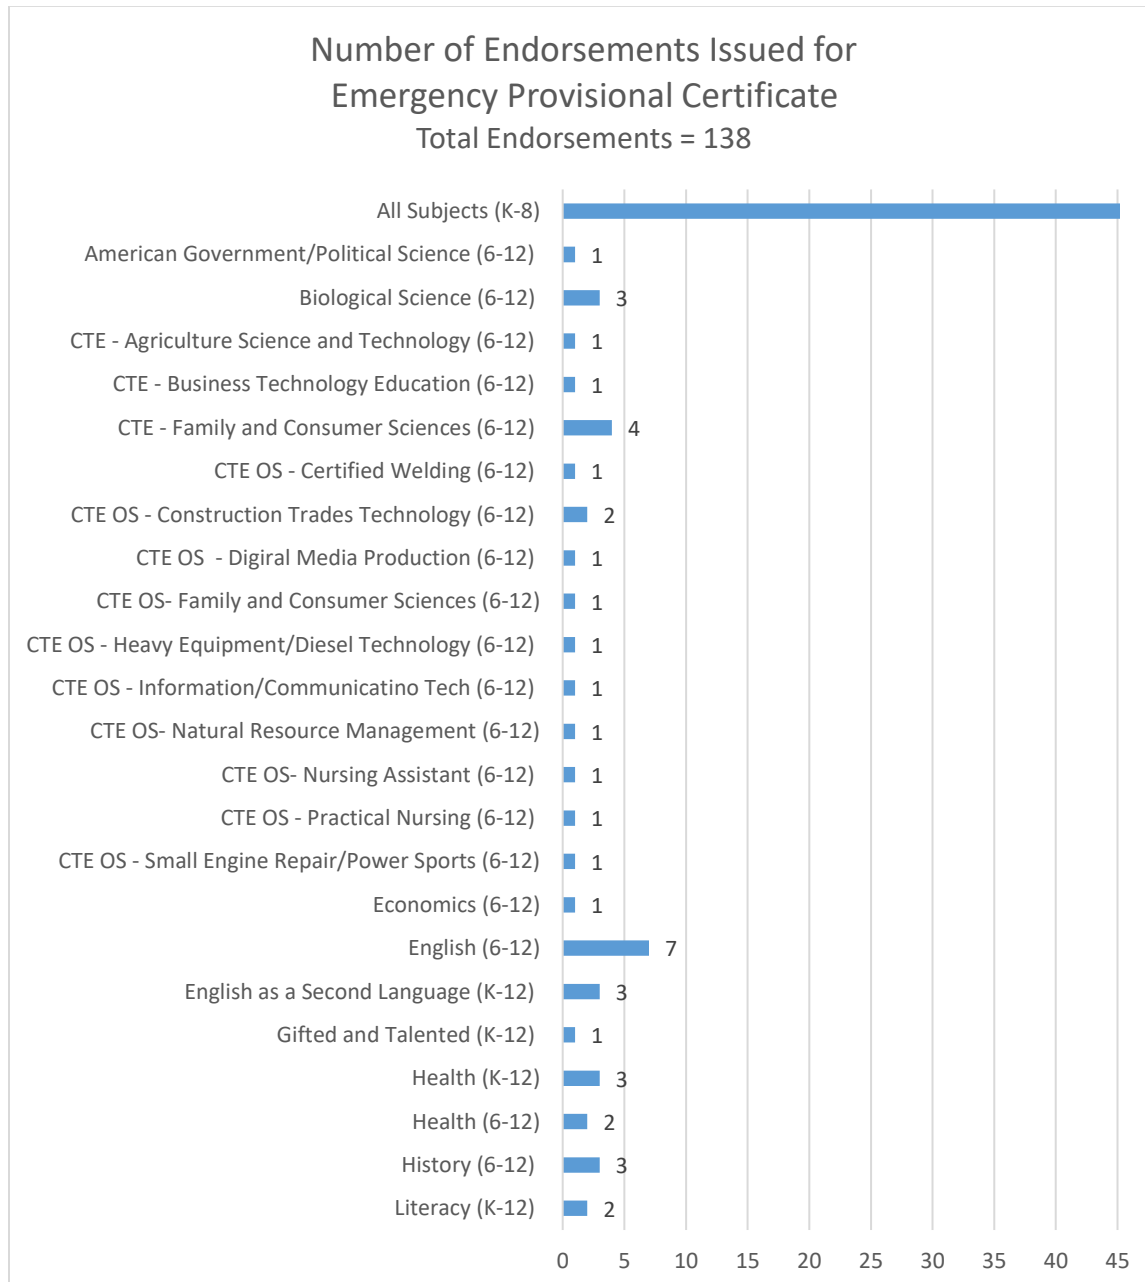 Number of Endorsements Issued for
Emergency Provisional Certificate
Total Endorsements = 138
All Subjects (K-8)
American Government/Political Science (6-12) 1
Biological Science (6-12) 3
CTE - Agriculture Science and Technology (6-12) 1
CTE - Business Technology Education (6-12) 1
CTE - Family and Consumer Sciences (6-12) 4
CTE OS - Certified Welding (6-12) 1
CTE OS - Construction Trades Technology (6-12) 2
CTE OS  - Digiral Media Production (6-12) 1
CTE OS- Family and Consumer Sciences (6-12) 1
CTE OS - Heavy Equipment/Diesel Technology (6-12) 1
CTE OS - Information/Communicatino Tech (6-12) 1
CTE OS- Natural Resource Management (6-12) 1
CTE OS- Nursing Assistant (6-12) 1
CTE OS - Practical Nursing (6-12) 1
CTE OS - Small Engine Repair/Power Sports (6-12) 1
Economics (6-12) 1
English (6-12) 7
English as a Second Language (K-12) 3
Gifted and Talented (K-12) 1
Health (K-12) 3
Health (6-12) 2
History (6-12) 3
Literacy (K-12) 2
0 5 10 15 20 25 30 35 40 45